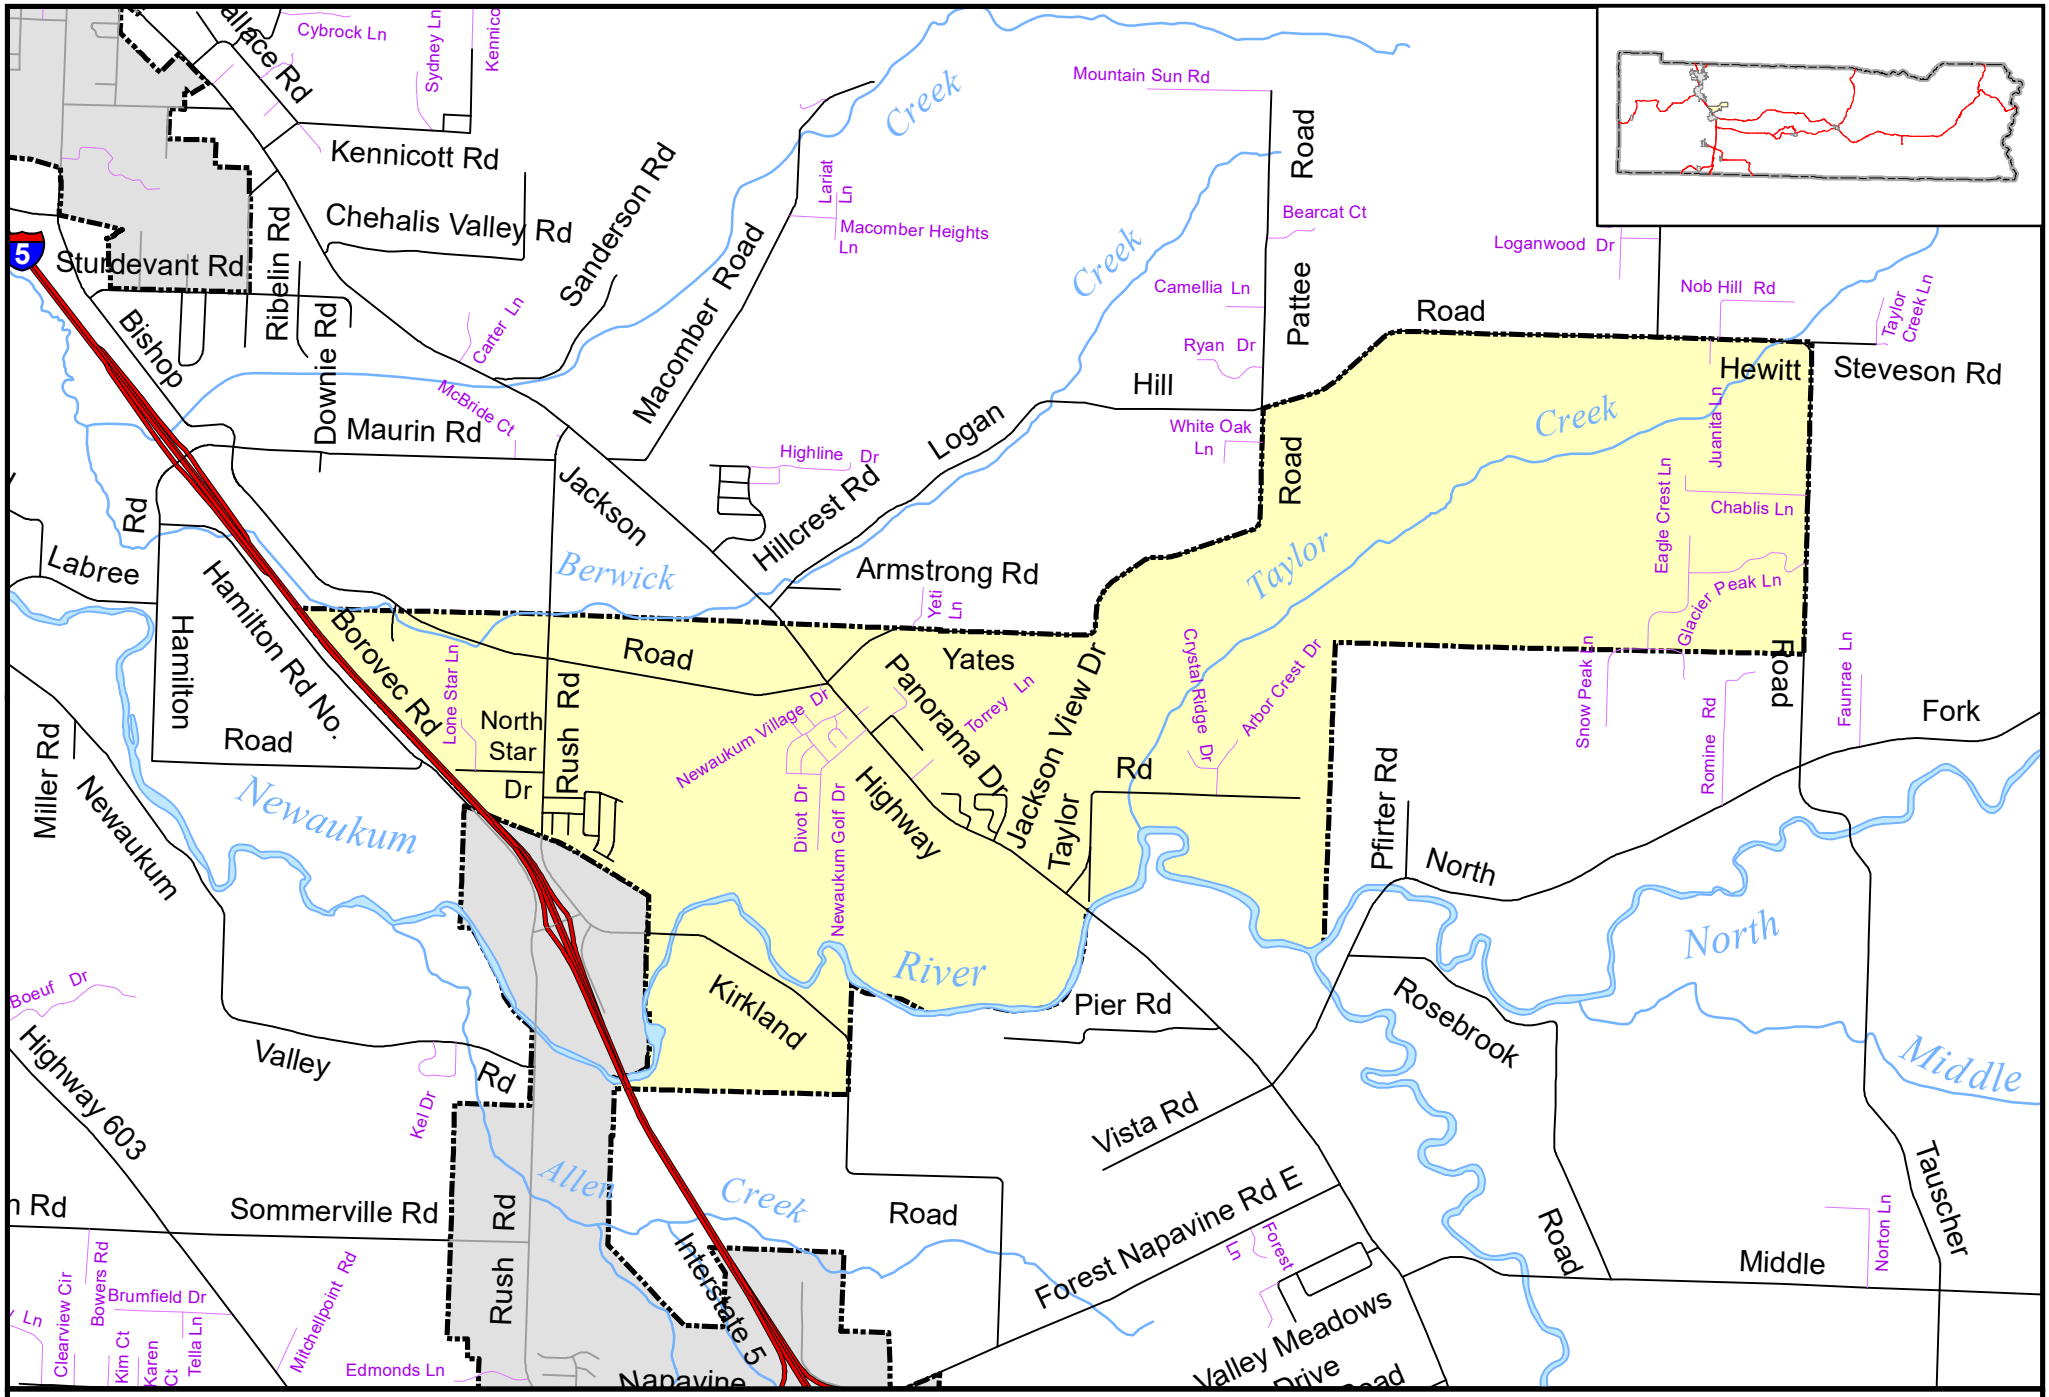 Cybrock Ln
Sydney Ln
Mountain Sun Rd
Creek
Kennicott Rd
Sanderson Rd
Road
Lariat
Ln
Chehalis Valley Rd
Ribelin Rd
Macomber Heights
Ln
Bearcat Ct
Loganwood Dr
5
Sturdevant Rd
Creek
Camellia Ln
Pattee
Nob Hill Rd
Taylor
Creek Ln
Bishop
Downie Rd
Carter Ln
Macomber Road
Road
Ryan Dr
Hewitt
Steveson Rd
McBride Ct
Maurin Rd
Hill
Logan
White Oak
Ln
Creek
Juanita Ln
Highline Dr
Road
Rd
Jackson
Hillcrest Rd
Eagle Crest Ln
Chablis Ln
Labree
Berwick
Armstrong Rd
Taylor
Hamilton Rd No.
Yeti
Ln
Glacier Peak Ln
Hamilton
Borovec Rd
Road
Yates
Lone Star Ln
Panorama Dr
Torrey Ln
Jackson View Dr
Crystal Ridge Dr
Arbor Crest Dr
Snow Peak Ln
Road
Faunrae Ln
North
Star
Dr
Rush Rd
Newaukum Village Dr
Fork
Miller Rd
Road
Romine Rd
Newaukum
Newaukum
Divot Dr
Newaukum Golf Dr
Highway
Taylor
Rd
Pfirter Rd
North
River
North
Boeuf Dr
Kirkland
Pier Rd
Rosebrook
Highway 603
Valley
Rd
Kel Dr
Middle
Vista Rd
Allen
Creek
Tauscher
Sommerville Rd
Rush Rd
Road
Forest Napavine Rd E
Forest
Ln
Road
Middle
Norton Ln
Interstate 5
Clearview Cir
Bowers Rd
Brumfield Dr
Kim Ct
Karen
Ct
Tella Ln
Mitchellpoint Rd
Edmonds Ln
Napavine
Valley Meadows
Drive